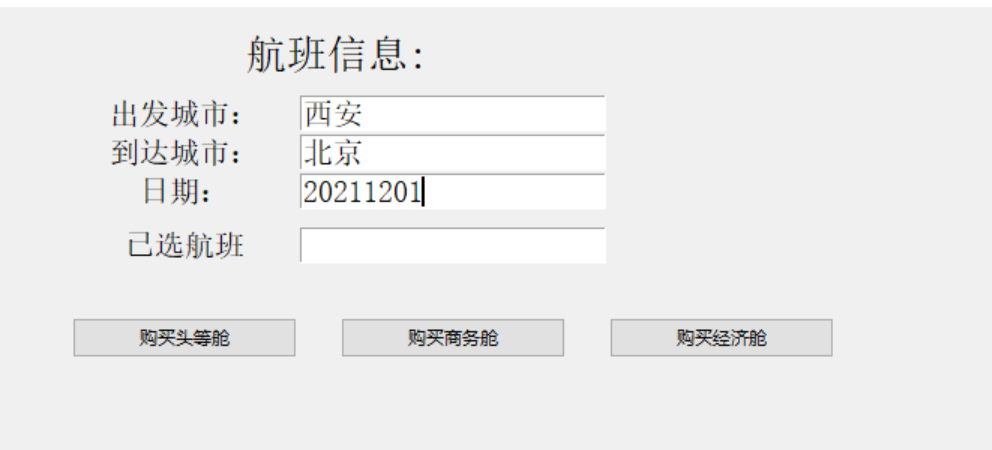 航班信息:
出发城市： 西安
到达城市： 北京
日期： 20211201
已选航班
购买头等舱 购买商务舱 购买经济舱